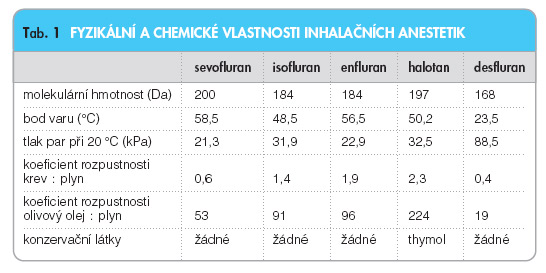 Tab. 1 FYZIKÁLNÍ A CHEMICKÉ VLASTNOSTI INHALAČNÍCH ANESTETIK
sevofluran isofluran enfluran halotan desfluran
molekulární hmotnost (Da) 200 184 184 197 168
bod varu (°C) 58,5 48,5 56,5 50,2 23,5
tlak par při 20 °C (kPa) 21,3 31,9 22,9 32,5 88,5
koeficient rozpustnosti
krev : plyn 0,6 1,4 1,9 2,3 0,4
koeficient rozpustnosti
olivový olej : plyn 53 91 96 224 19
konzervační látky žádné žádné žádné thymol žádné